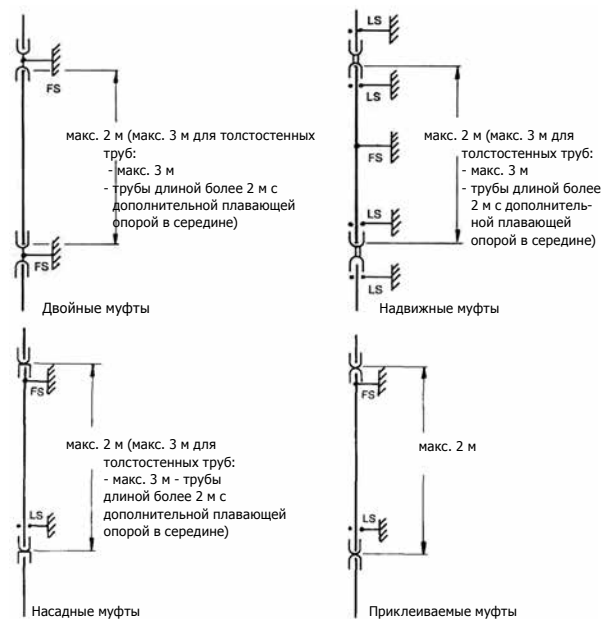 FS
макс. 2 м (макс. 3 м для толстостенных
труб:
- макс. 3 м
- трубы длиной более 2 м с
дополнительной плавающей
опорой в середине)
FS
Двойные муфты
LS
LS
макс. 2 м (макс. 3 м для
толстостенных труб:
- макс. 3 м
- трубы длиной более
2 м с дополнитель-
ной плавающей
опорой в середине)
FS
LS
LS
Надвижные муфты
FS
макс. 2 м (макс. 3 м для
толстостенных труб:
- макс. 3 м - трубы
длиной более 2 м с
дополнительной плавающей
опорой в середине)
LS
Насадные муфты
FS
макс. 2 м
LS
Приклеиваемые муфты